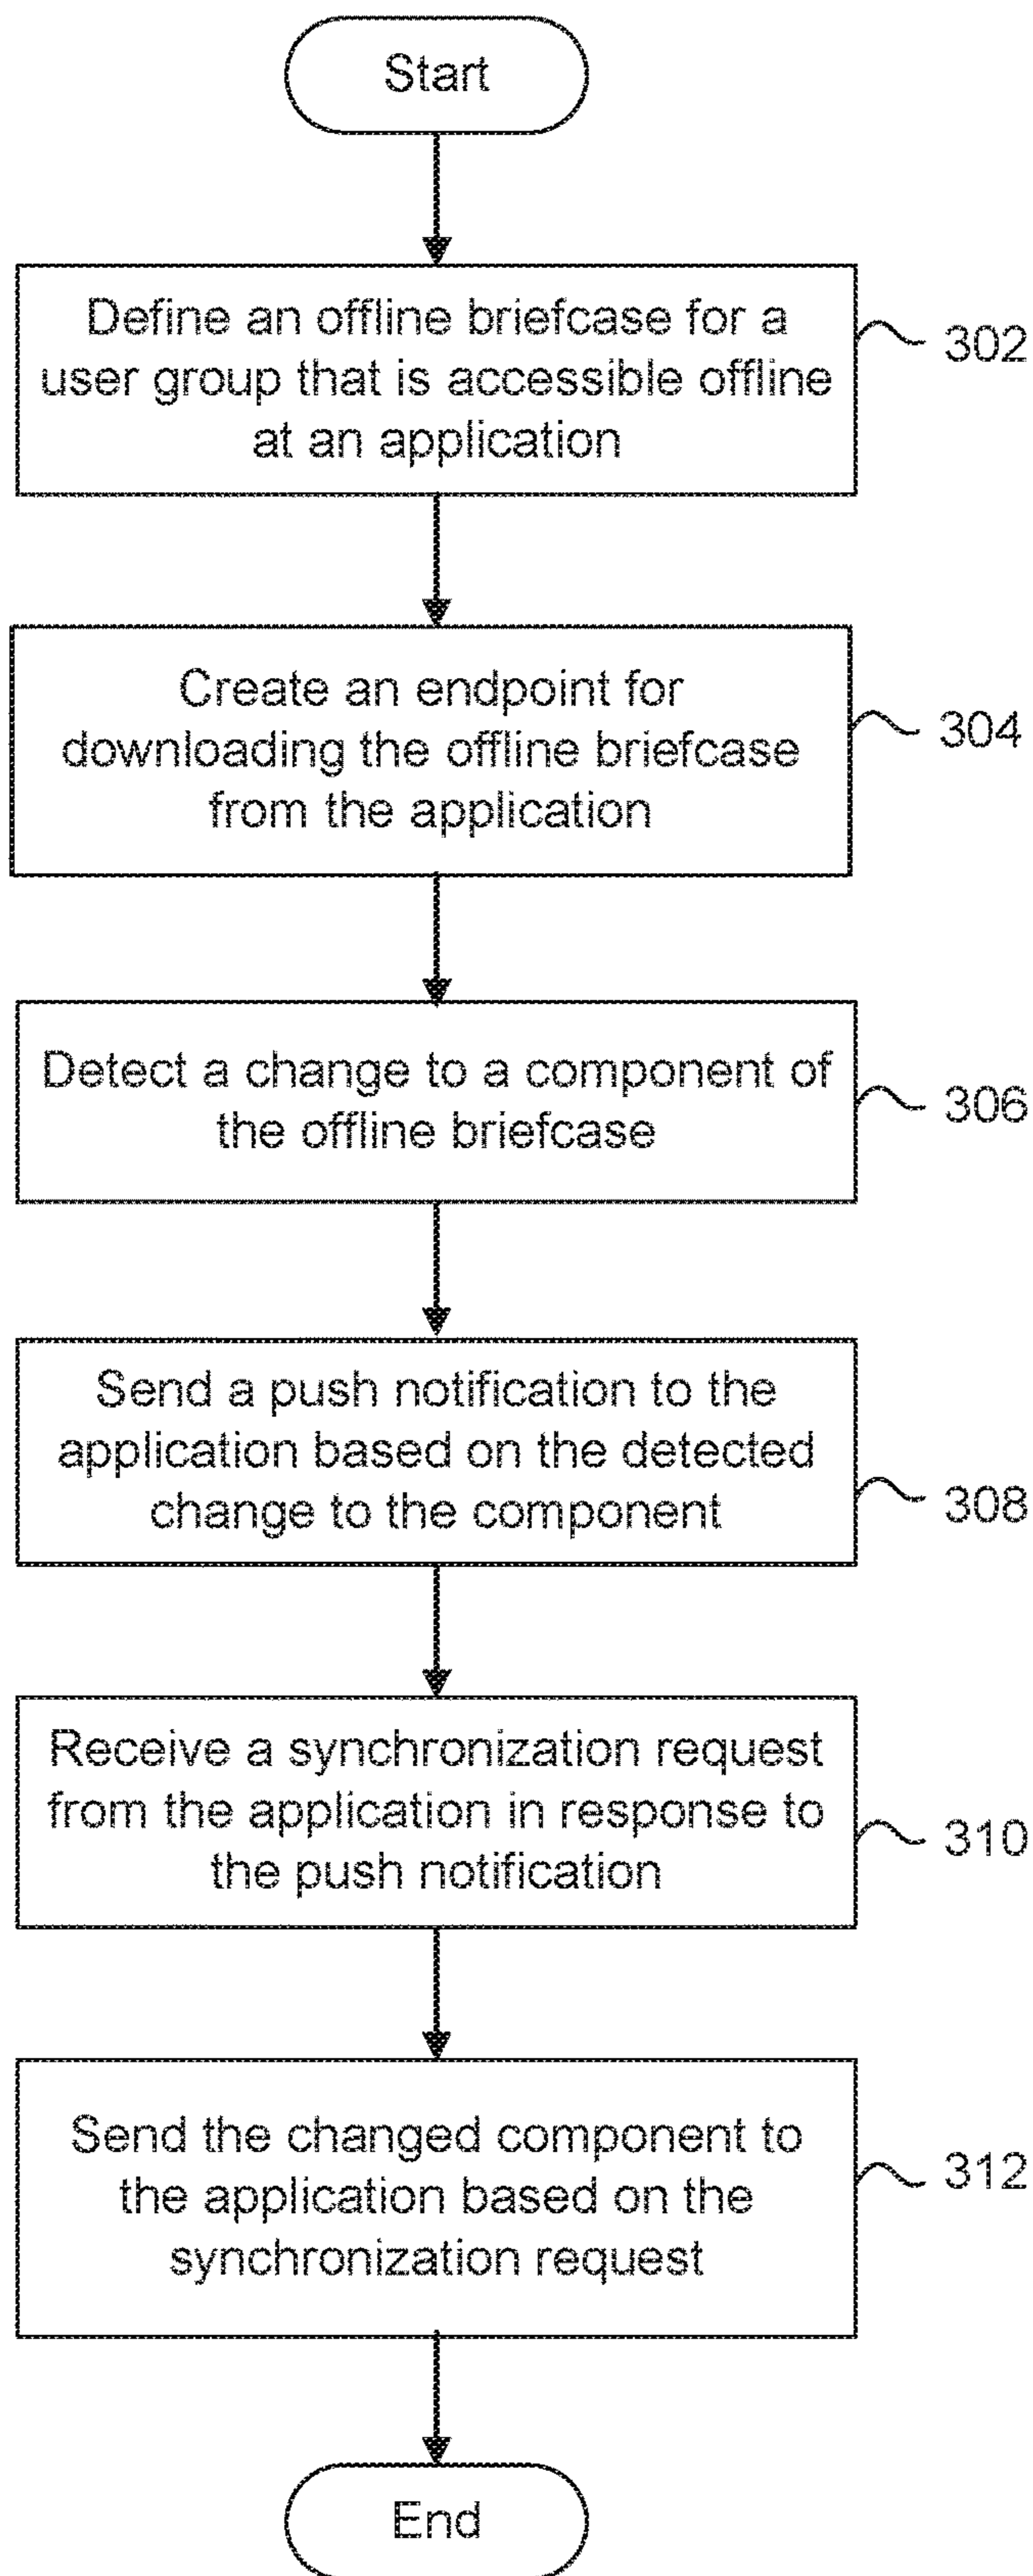 Start
Define an offline briefcase for a
user group that is accessible offline
at an application
302
Create an endpoint for
downloading the offline briefcase
from the application
304
Detect a change to a component of
the offline briefcase
306
Send a push notification to the
application based on the detected
change to the component
308
Receive a synchronization request
from the application in response to
the push notification
310
Send the changed component to
the application based on the
synchronization request
312
End